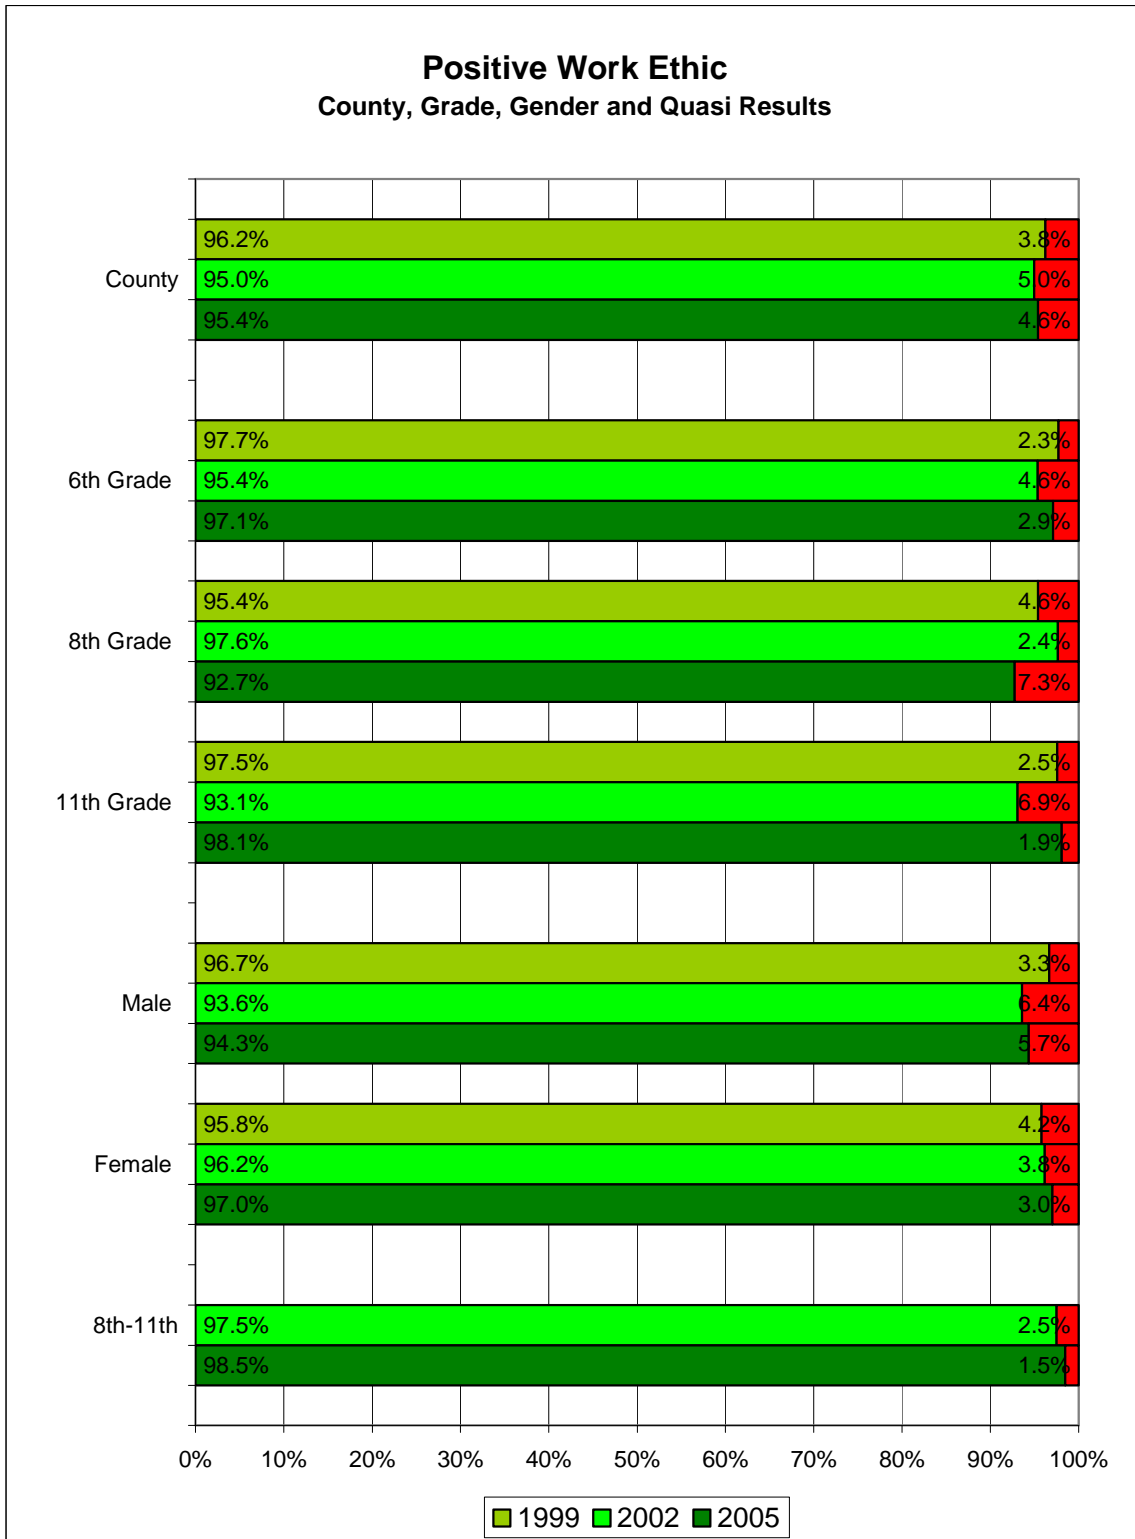 Positive Work Ethic
County, Grade, Gender and Quasi Results
96.2% 3.8%
County 95.0% 5.0%
95.4% 4.6%
97.7% 2.3%
6th Grade 95.4% 4.6%
97.1% 2.9%
95.4% 4.6%
8th Grade 97.6% 2.4%
92.7% 7.3%
97.5% 2.5%
11th Grade 93.1% 6.9%
98.1% 1.9%
96.7% 3.3%
Male 93.6% 6.4%
94.3% 5.7%
95.8% 4.2%
Female 96.2% 3.8%
97.0% 3.0%
8th-11th 97.5% 2.5%
98.5% 1.5%
0% 10% 20% 30% 40% 50% 60% 70% 80% 90% 100%
1999 2002 2005